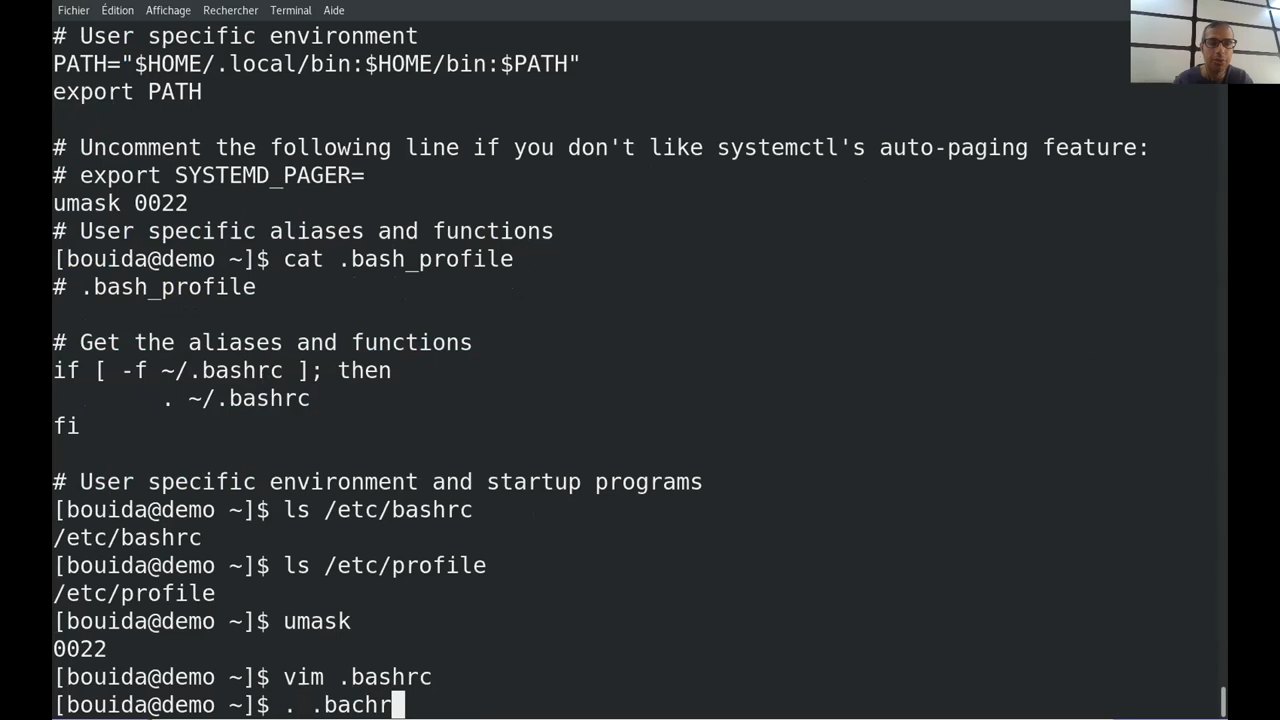 Fichier Édition Affichage Rechercher Terminal Aide
# User specific environment
PATH="$HOME/.local/bin:$HOME/bin:$PATH"
export PATH
# Uncomment the following line if you don't like systemctl's auto-paging feature:
# export SYSTEMD_PAGER=
umask 0022
# User specific aliases and functions
[bouida@demo ~]$ cat .bash_profile
# .bash_profile
# Get the aliases and functions
if [ -f ~/.bashrc ]; then
. ~/.bashrc
fi
# User specific environment and startup programs
[bouida@demo ~]$ ls /etc/bashrc
/etc/bashrc
[bouida@demo ~]$ ls /etc/profile
/etc/profile
[bouida@demo ~]$ umask
0022
[bouida@demo ~]$ vim .bashrc
[bouida@demo ~]$ . .bachr